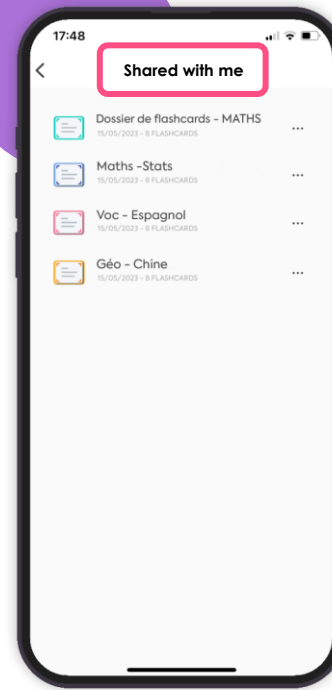 17:48
Shared with me
Dossier de flashcards - MATHS
15/05/2023 - 8 FLASHCARDS
Maths -Stats
15/05/2023 - 8 FLASHCARDS
Voc - Espagnol
15/05/2023 - 8 FLASHCARDS
Géo - Chine
15/05/2023 - 8 FLASHCARDS